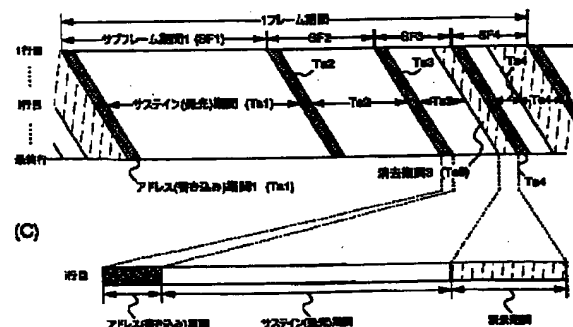 1フレーム期間
サブフレーム期間1 (SF1) SF2 SF3 SF4
1行目
i行目
最終行
Ta2 Ta3 Ta4
サステイン(発光)期間 (Ts1) Ts2 Ts3 Ts4
アドレス(書き込み)期間1 (Ta1)
消去期間3 Ta4
(C)
i行目
アドレス(書き込み)期間 サステイン(発光)期間 消去期間